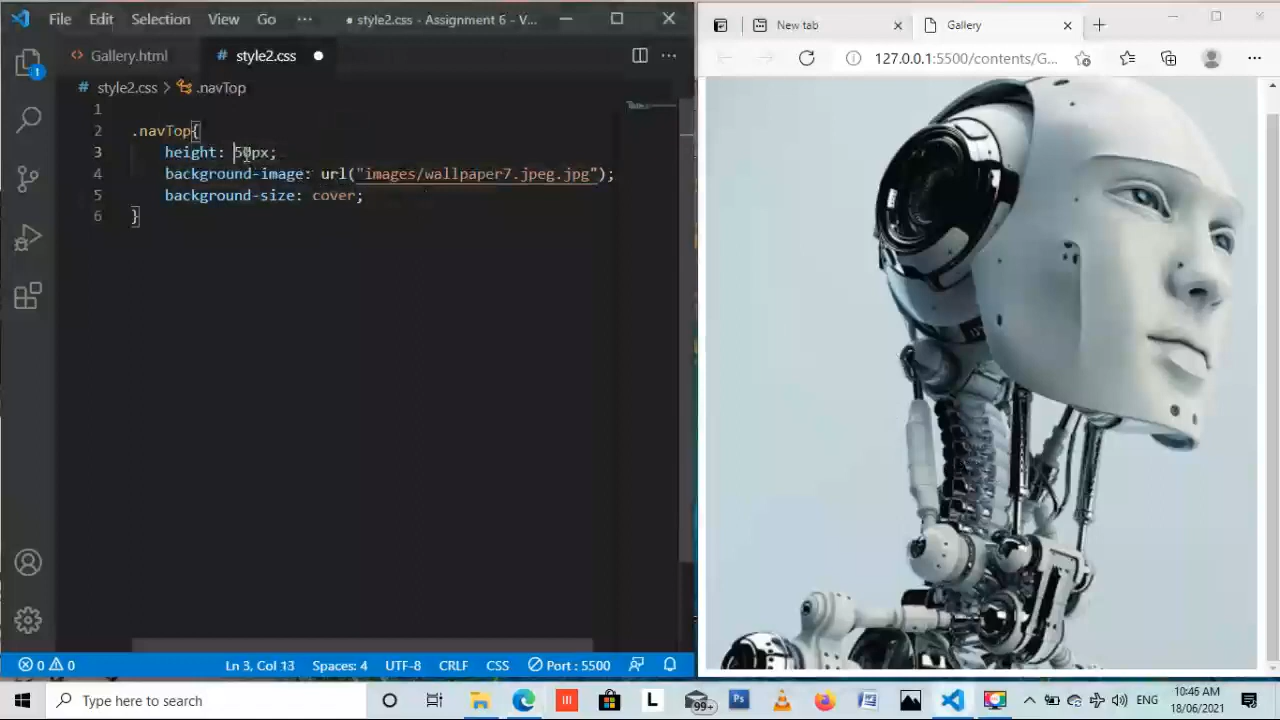 File Edit Selection View Go ··· ● style2.css - Assignment 6 - V...
Gallery.html style2.css
style2.css > .navTop
1
2 .navTop{
3 height: 50px;
4 background-image: url("images/wallpaper7.jpeg.jpg");
5 background-size: cover;
6 }
1
0 0 Ln 3, Col 13 Spaces: 4 UTF-8 CRLF CSS Port : 5500
New tab Gallery
127.0.0.1:5500/contents/G...
Type here to search L 99+ Ps ENG 10:46 AM
18/06/2021